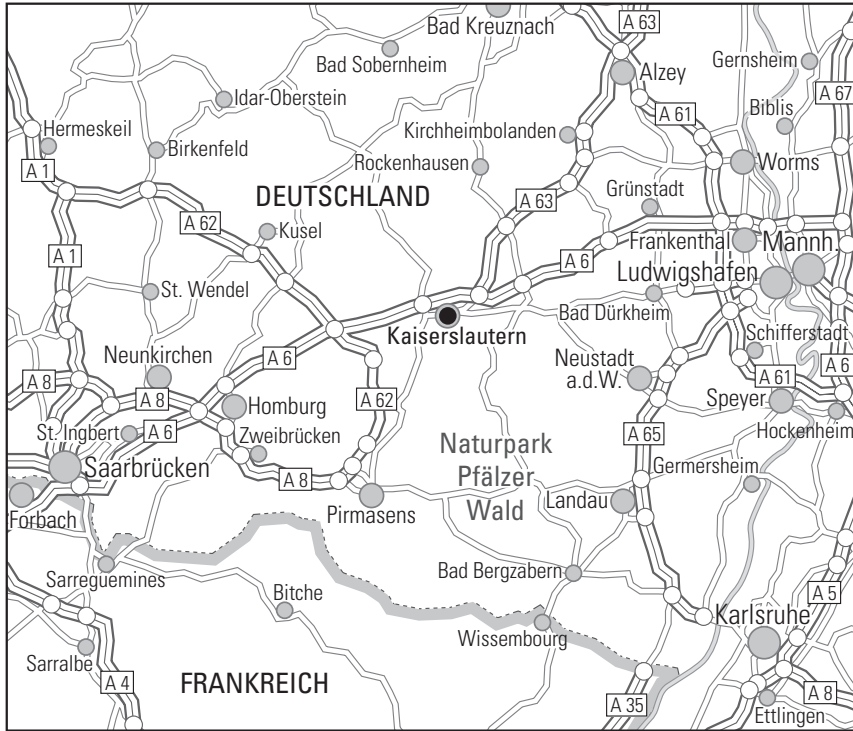 Bad Kreuznach
A 63
Gernsheim
Bad Sobernheim
Alzey
A 67
Idar-Oberstein
A 61
Biblis
Hermeskeil
Birkenfeld
Kirchheimbolanden
Rockenhausen
Worms
A 1
DEUTSCHLAND
Grünstadt
A 63
A 62
Kusel
Frankenthal
Mannh.
A 1
A 6
Ludwigshafen
St. Wendel
Bad Dürkheim
Kaiserslautern
Schifferstadt
Neunkirchen
A 6
Neustadt
a.d.W.
A 6
A 8
A 61
A 8
A 62
Homburg
Speyer
St. Ingbert
A 6
Zweibrücken
A 65
Hockenheim
Naturpark
Pfälzer
Wald
Saarbrücken
A 8
Germersheim
Forbach
Pirmasens
Landau
Sarreguemines
Bad Bergzabern
A 5
Bitche
Wissembourg
Karlsruhe
Sarralbe
A 4
FRANKREICH
A 35
A 8
Ettlingen